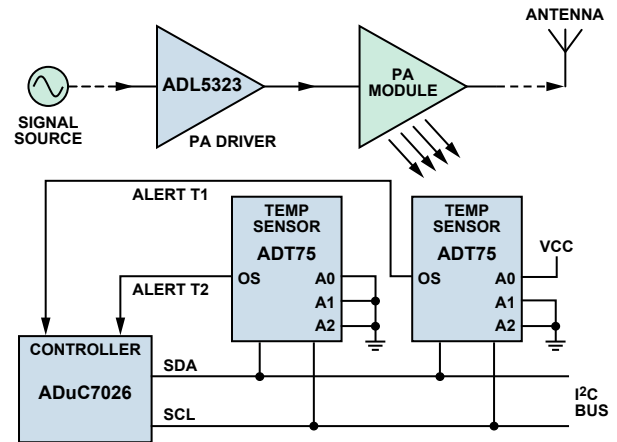 ANTENNA
ADL5323
PA
MODULE
SIGNAL
SOURCE
PA DRIVER
ALERT T1
TEMP
SENSOR
ADT75
OS
A0
A1
A2
TEMP
SENSOR
ADT75
OS
A0
A1
A2
VCC
ALERT T2
CONTROLLER
ADuC7026
SDA
SCL
I²C
BUS